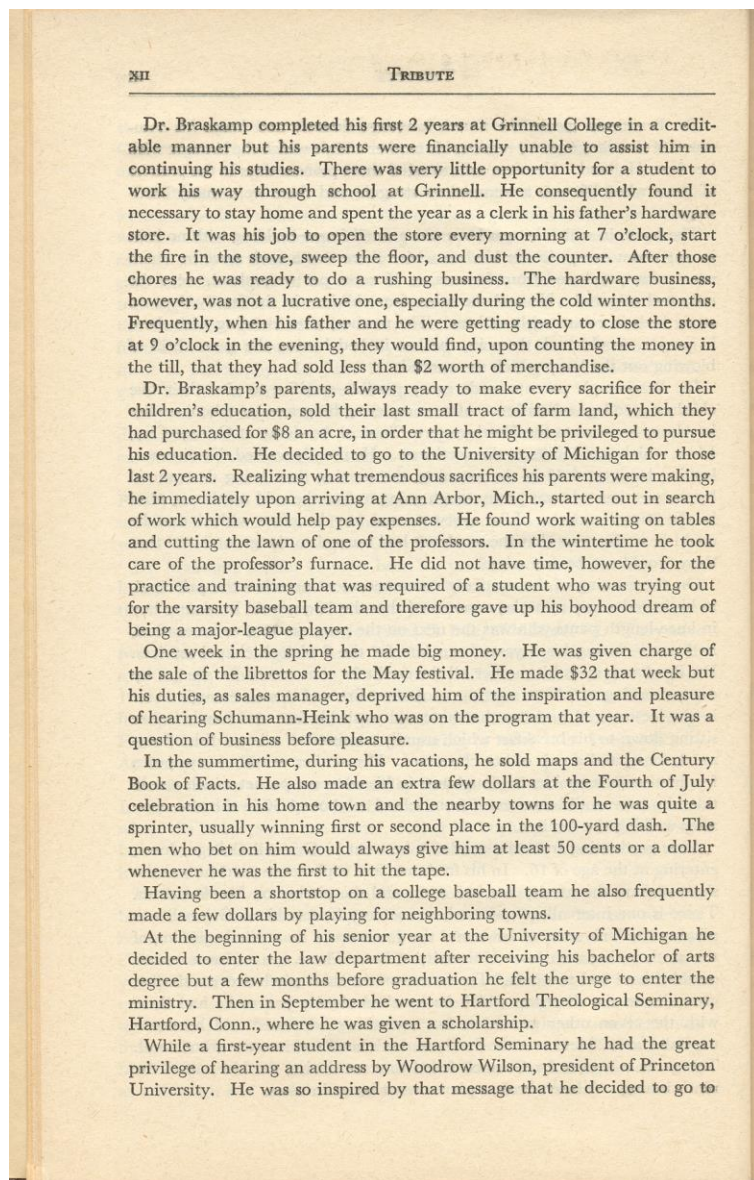 XII
TRIBUTE
Dr. Braskamp completed his first 2 years at Grinnell College in a credit-
able manner but his parents were financially unable to assist him in
continuing his studies. There was very little opportunity for a student to
work his way through school at Grinnell. He consequently found it
necessary to stay home and spent the year as a clerk in his father's hardware
store. It was his job to open the store every morning at 7 o'clock, start
the fire in the stove, sweep the floor, and dust the counter. After those
chores he was ready to do a rushing business. The hardware business,
however, was not a lucrative one, especially during the cold winter months.
Frequently, when his father and he were getting ready to close the store
at 9 o'clock in the evening, they would find, upon counting the money in
the till, that they had sold less than $2 worth of merchandise.
Dr. Braskamp's parents, always ready to make every sacrifice for their
children's education, sold their last small tract of farm land, which they
had purchased for $8 an acre, in order that he might be privileged to pursue
his education. He decided to go to the University of Michigan for those
last 2 years. Realizing what tremendous sacrifices his parents were making,
he immediately upon arriving at Ann Arbor, Mich., started out in search
of work which would help pay expenses. He found work waiting on tables
and cutting the lawn of one of the professors. In the wintertime he took
care of the professor's furnace. He did not have time, however, for the
practice and training that was required of a student who was trying out
for the varsity baseball team and therefore gave up his boyhood dream of
being a major-league player.
One week in the spring he made big money. He was given charge of
the sale of the librettos for the May festival. He made $32 that week but
his duties, as sales manager, deprived him of the inspiration and pleasure
of hearing Schumann-Heink who was on the program that year. It was a
question of business before pleasure.
In the summertime, during his vacations, he sold maps and the Century
Book of Facts. He also made an extra few dollars at the Fourth of July
celebration in his home town and the nearby towns for he was quite a
sprinter, usually winning first or second place in the 100-yard dash. The
men who bet on him would always give him at least 50 cents or a dollar
whenever he was the first to hit the tape.
Having been a shortstop on a college baseball team he also frequently
made a few dollars by playing for neighboring towns.
At the beginning of his senior year at the University of Michigan he
decided to enter the law department after receiving his bachelor of arts
degree but a few months before graduation he felt the urge to enter the
ministry. Then in September he went to Hartford Theological Seminary,
Hartford, Conn., where he was given a scholarship.
While a first-year student in the Hartford Seminary he had the great
privilege of hearing an address by Woodrow Wilson, president of Princeton
University. He was so inspired by that message that he decided to go to